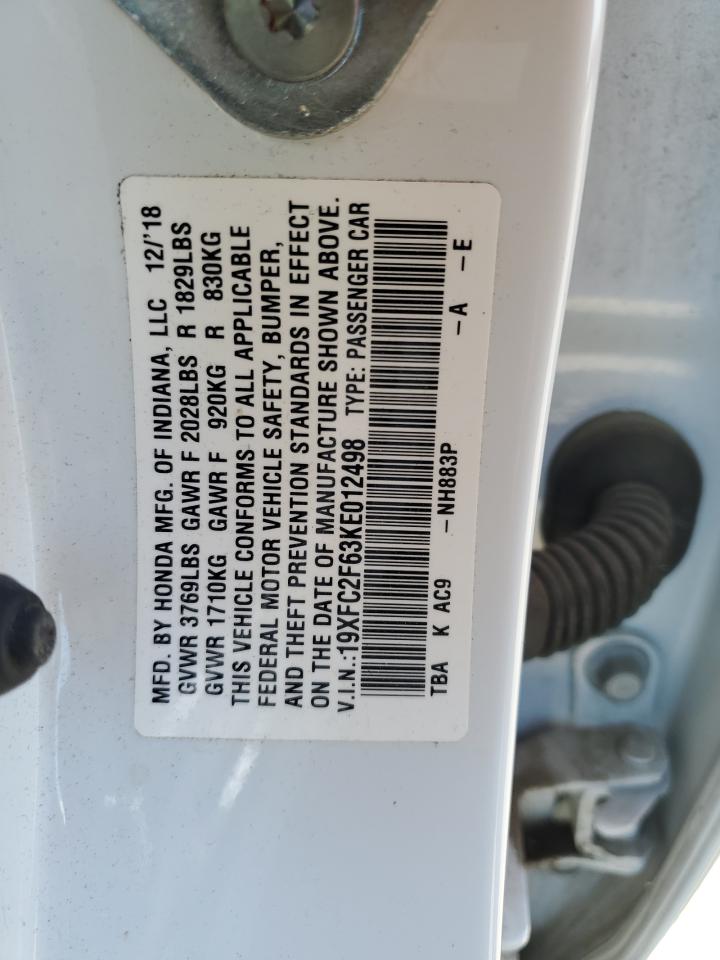 MFD. BY HONDA MFG. OF INDIANA, LLC 12/'18
GVWR 3769LBS GAWR F 2028LBS R 1829LBS
GVWR 1710KG GAWR F 920KG R 830KG
THIS VEHICLE CONFORMS TO ALL APPLICABLE
FEDERAL MOTOR VEHICLE SAFETY, BUMPER,
AND THEFT PREVENTION STANDARDS IN EFFECT
ON THE DATE OF MANUFACTURE SHOWN ABOVE.
V.I.N.:19XFC2F63KE012498 TYPE: PASSENGER CAR
TBA K AC9 -NH883P -A -E